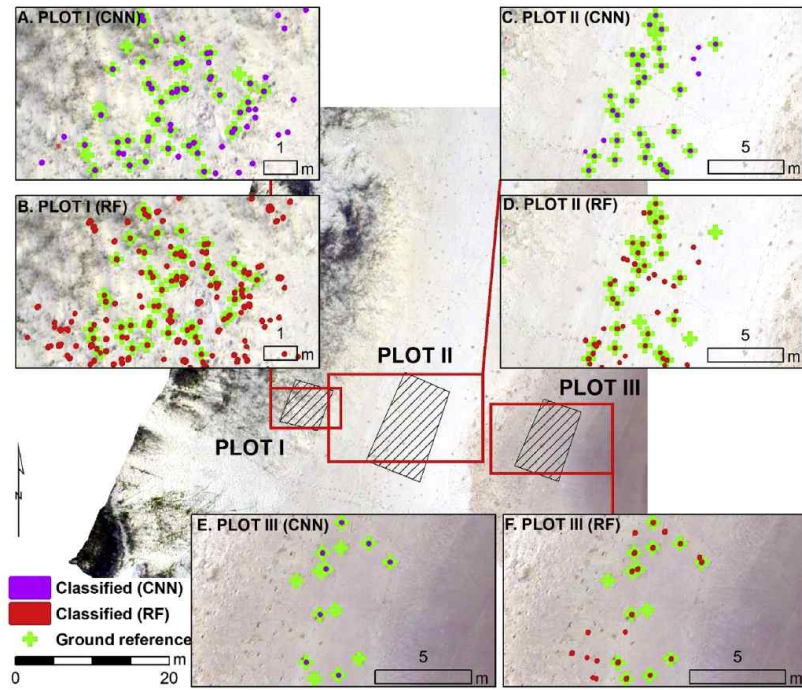 A. PLOT I (CNN)
1
m
C. PLOT II (CNN)
5
m
B. PLOT I (RF)
1
m
D. PLOT II (RF)
5
m
PLOT II
PLOT III
PLOT I
N
E. PLOT III (CNN)
5
m
F. PLOT III (RF)
5
m
Classified (CNN)
Classified (RF)
Ground reference
m
0
20